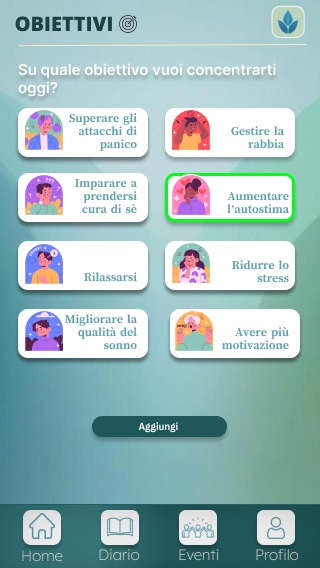 OBIETTIVI
Su quale obiettivo vuoi concentrarti
oggi?
Superare gli
attacchi di
panico
Gestire la
rabbia
Imparare a
prendersi
cura di sè
Aumentare
l'autostima
Rilassarsi
Ridurre lo
stress
Migliorare la
qualità del
sonno
Avere più
motivazione
Aggiungi
Home
Diario
Eventi
Profilo